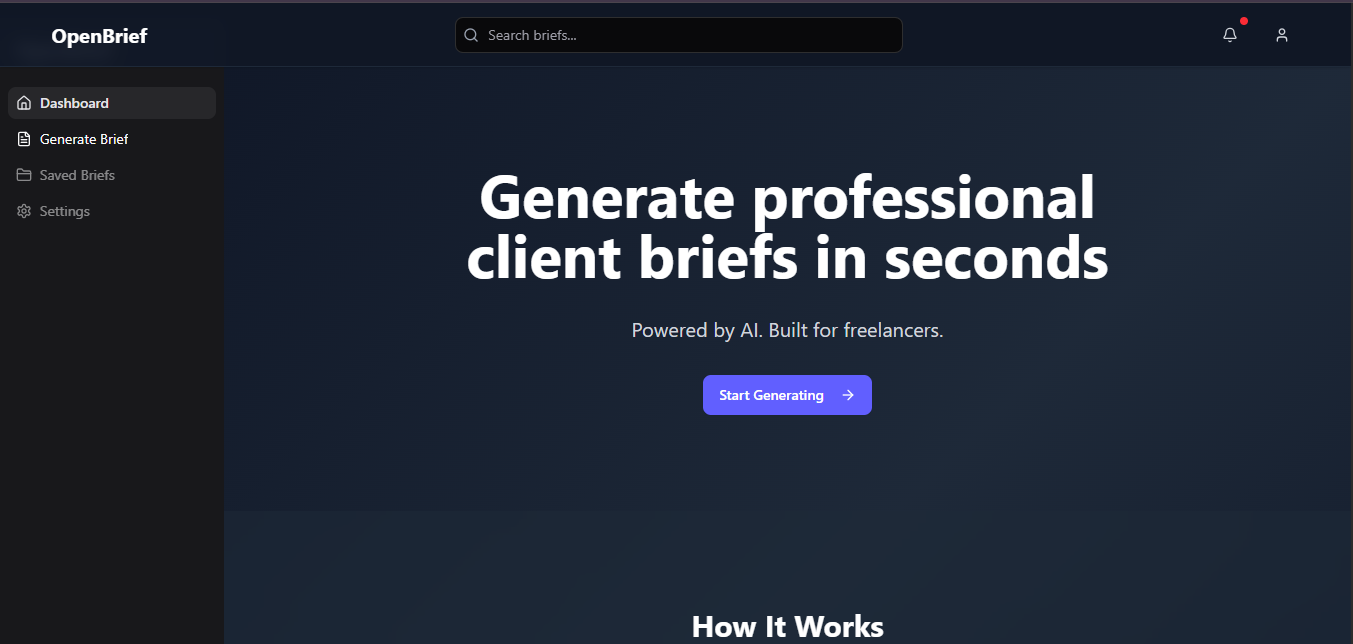 OpenBrief
Search briefs...
Dashboard
Generate Brief
Saved Briefs
Settings
Generate professional
client briefs in seconds
Powered by AI. Built for freelancers.
Start Generating
How It Works